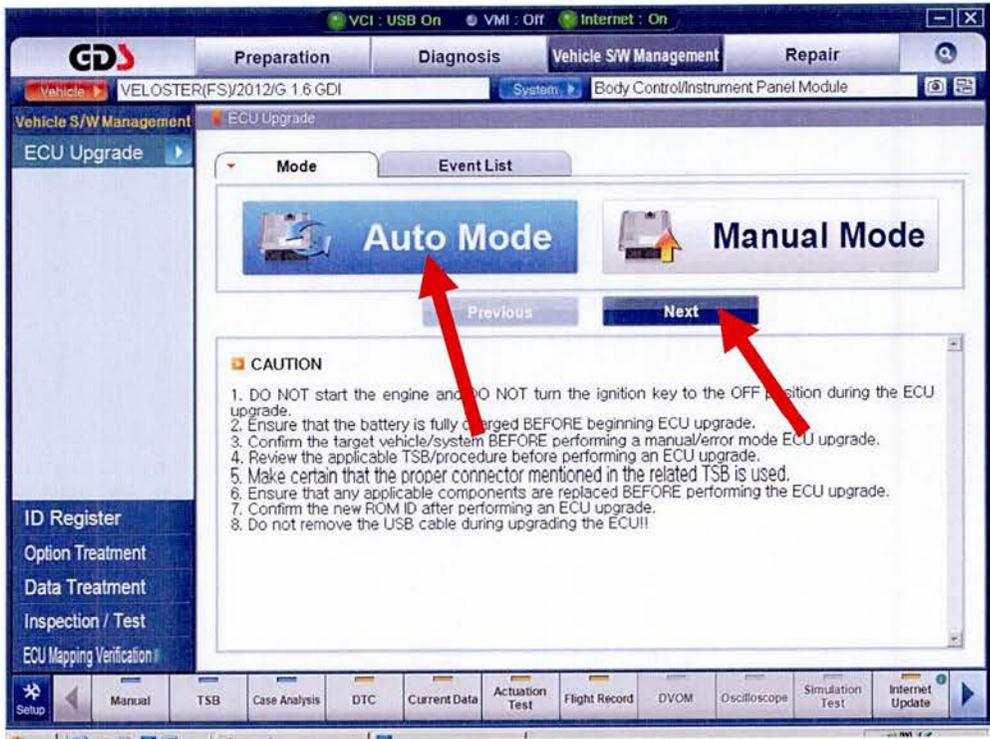 VCI : USB On VMI : Off Internet : On
GDS Preparation Diagnosis Vehicle S/W Management Repair
Vehicle VELOSTER(FS)/2012/G 1.6 GDI System Body Control/Instrument Panel Module
Vehicle S/W Management ECU Upgrade
ECU Upgrade
Mode Event List
Auto Mode Manual Mode
Previous Next
CAUTION
1. DO NOT start the engine and DO NOT turn the ignition key to the OFF position during the ECU
upgrade.
2. Ensure that the battery is fully charged BEFORE beginning ECU upgrade.
3. Confirm the target vehicle/system BEFORE performing a manual/error mode ECU upgrade.
4. Review the applicable TSB/procedure before performing an ECU upgrade.
5. Make certain that the proper connector mentioned in the related TSB is used.
6. Ensure that any applicable components are replaced BEFORE performing the ECU upgrade.
7. Confirm the new ROM ID after performing an ECU upgrade.
8. Do not remove the USB cable during upgrading the ECU!!
ID Register
Option Treatment
Data Treatment
Inspection / Test
ECU Mapping Verification
Setup Manual TSB Case Analysis DTC Current Data Actuation Test Flight Record DVOM Oscilloscope Simulation Test Internet Update